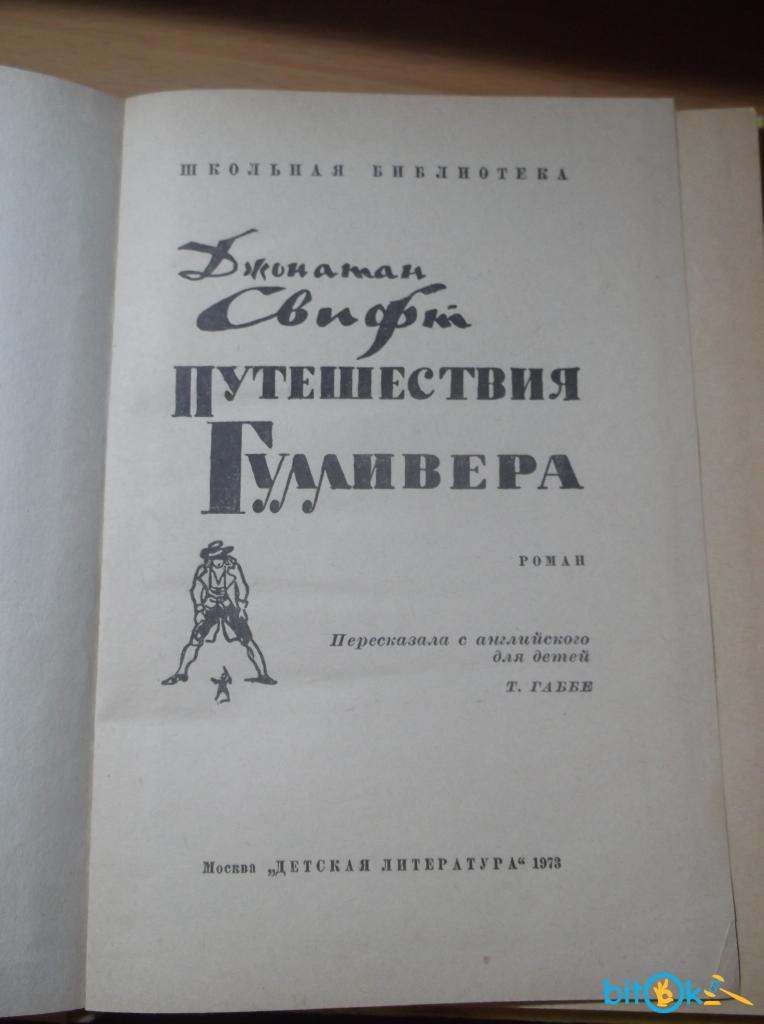 ШКОЛЬНАЯ БИБЛИОТЕКА
Джонатан
Свифт
ПУТЕШЕСТВИЯ
ГУЛЛИВЕРА
РОМАН
Пересказала с английского
для детей
Т. ГАББЕ
Москва „ДЕТСКАЯ ЛИТЕРАТУРА“ 1973
bitOk